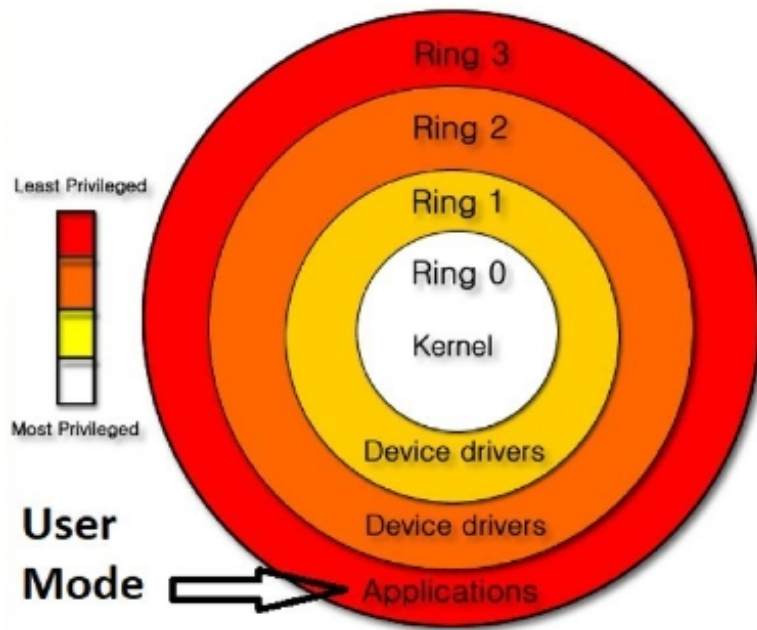 Ring 3
Ring 2
Least Privileged
Ring 1
Ring 0
Kernel
Most Privileged
Device drivers
User
Mode
Device drivers
Applications